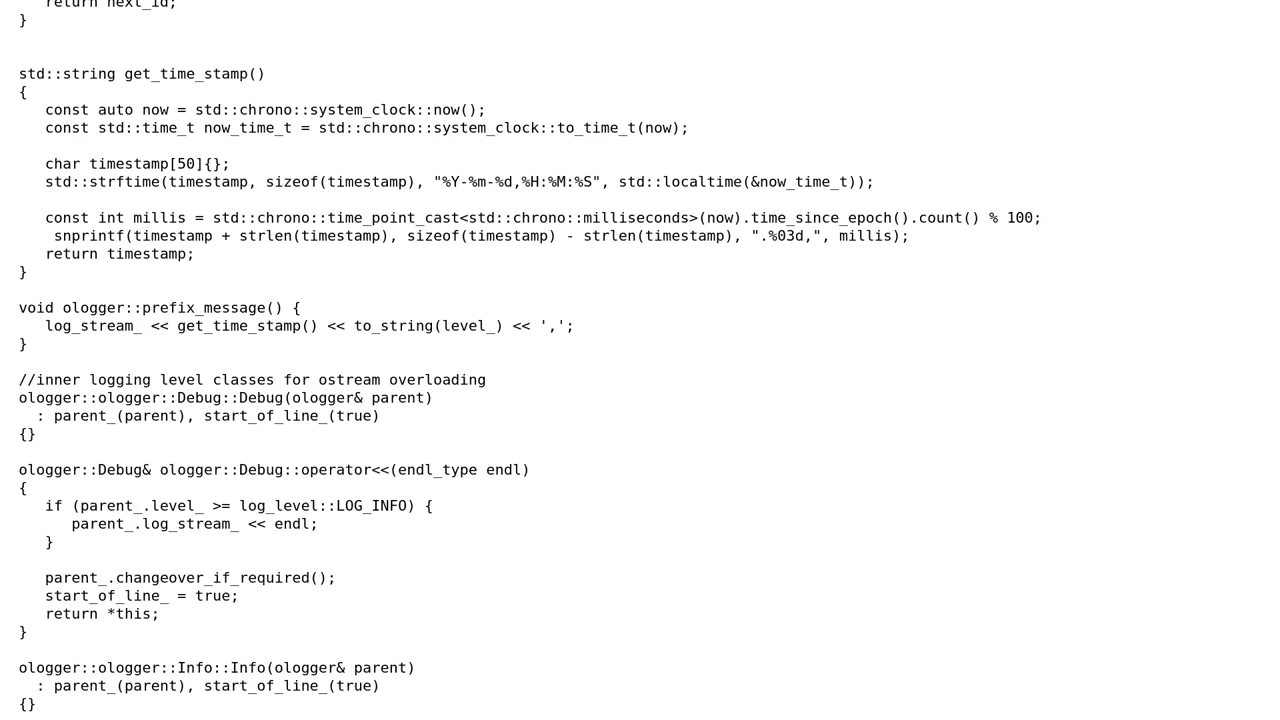 return next_id;
}
std::string get_time_stamp()
{
   const auto now = std::chrono::system_clock::now();
   const std::time_t now_time_t = std::chrono::system_clock::to_time_t(now);
   char timestamp[50]{};
   std::strftime(timestamp, sizeof(timestamp), "%Y-%m-%d,%H:%M:%S", std::localtime(&now_time_t));
   const int millis = std::chrono::time_point_cast<std::chrono::milliseconds>(now).time_since_epoch().count() % 100;
    snprintf(timestamp + strlen(timestamp), sizeof(timestamp) - strlen(timestamp), ".%03d,", millis);
   return timestamp;
}
void ologger::prefix_message() {
   log_stream_ << get_time_stamp() << to_string(level_) << ',';
}
//inner logging level classes for ostream overloading
ologger::ologger::Debug::Debug(ologger& parent)
  : parent_(parent), start_of_line_(true)
{}
ologger::Debug& ologger::Debug::operator<<(endl_type endl)
{
   if (parent_.level_ >= log_level::LOG_INFO) {
      parent_.log_stream_ << endl;
   }
   parent_.changeover_if_required();
   start_of_line_ = true;
   return *this;
}
ologger::ologger::Info::Info(ologger& parent)
  : parent_(parent), start_of_line_(true)
{}